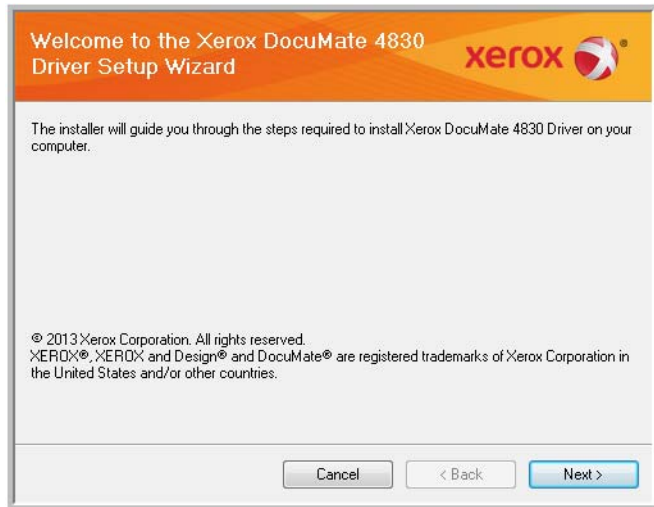 Welcome to the Xerox DocuMate 4830
Driver Setup Wizard
xerox ®
The installer will guide you through the steps required to install Xerox DocuMate 4830 Driver on your
computer.
© 2013 Xerox Corporation. All rights reserved.
XEROX®, XEROX and Design® and DocuMate® are registered trademarks of Xerox Corporation in
the United States and/or other countries.
Cancel
< Back
Next >